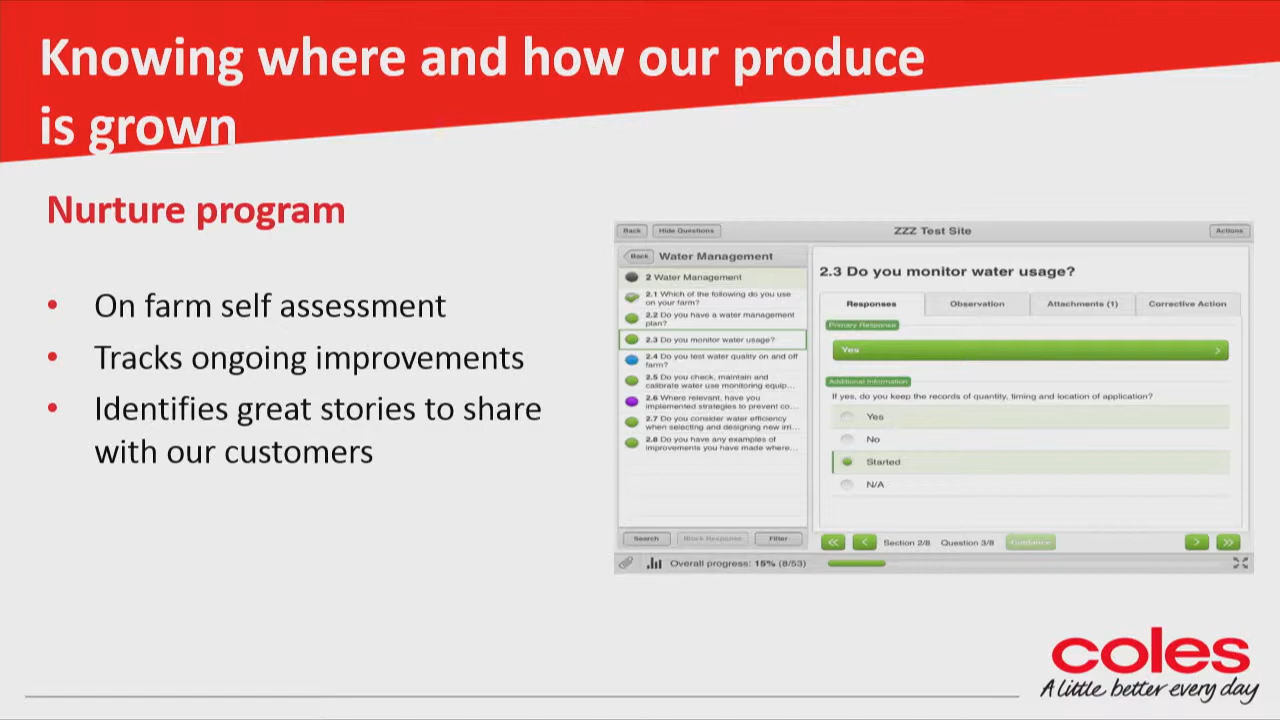 Knowing where and how our produce
is grown
Nurture program
• On farm self assessment
• Tracks ongoing improvements
• Identifies great stories to share
with our customers
Back Hide Questions ZZZ Test Site Actions
Back Water Management
2 Water Management
2.1 Which of the following do you use
on your farm?
2.2 Do you have a water management
plan?
2.3 Do you monitor water usage?
2.4 Do you test water quality on and off
farm?
2.5 Do you check, maintain and
calibrate water use monitoring equip...
2.6 Where relevant, have you
implemented strategies to prevent co...
2.7 Do you consider water efficiency
when selecting and designing new irri...
2.8 Do you have any examples of
improvements you have made where...
Search Block Response Filter
2.3 Do you monitor water usage?
Responses Observation Attachments (1) Corrective Action
Primary Response
Yes
Additional Information
If yes, do you keep the records of quantity, timing and location of application?
Yes
No
Started
N/A
Section 2/8 Question 3/8 Guidance
Overall progress: 15% (8/53)
coles
A little better every day